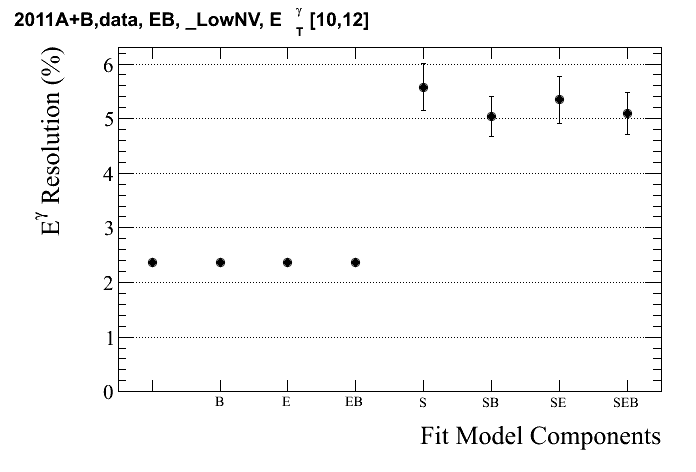 2011A+B,data, EB, _LowNV, E γ T [10,12]
E γ Resolution (%)
6
5
4
3
2
1
0
B E EB S SB SE SEB
Fit Model Components